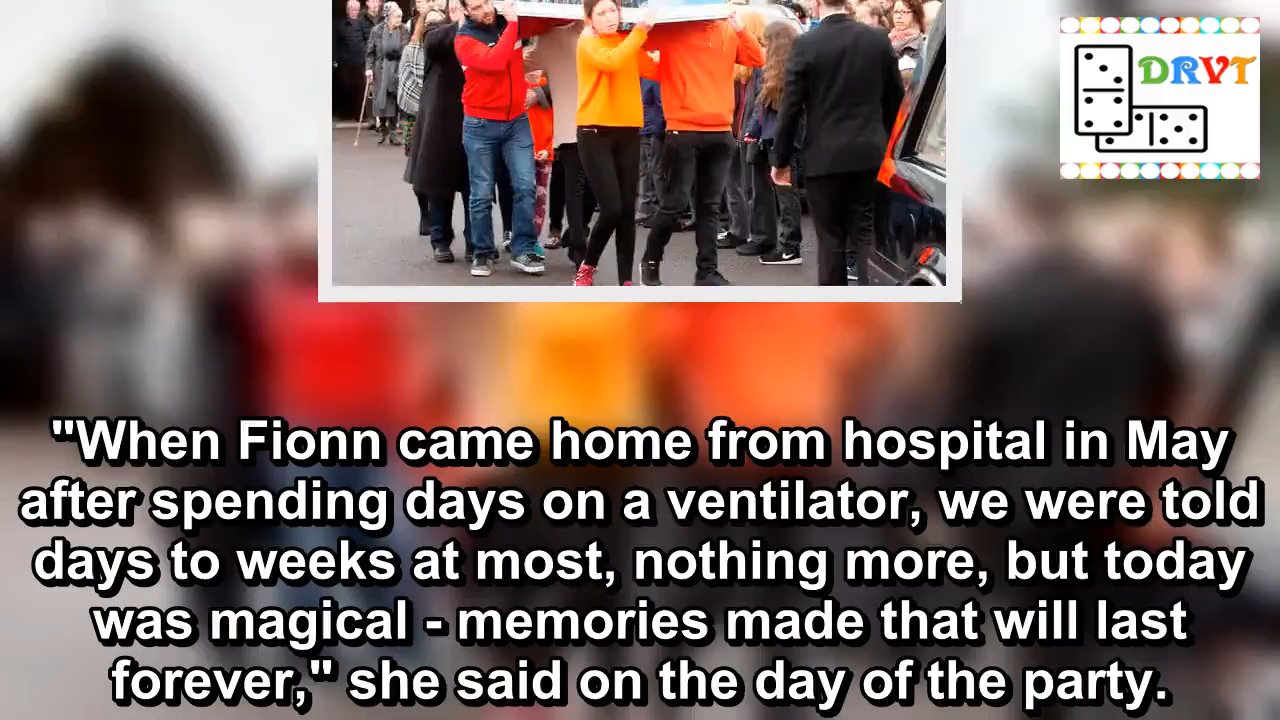 DRVT
"When Fionn came home from hospital in May
after spending days on a ventilator, we were told
days to weeks at most, nothing more, but today
was magical - memories made that will last
forever," she said on the day of the party.